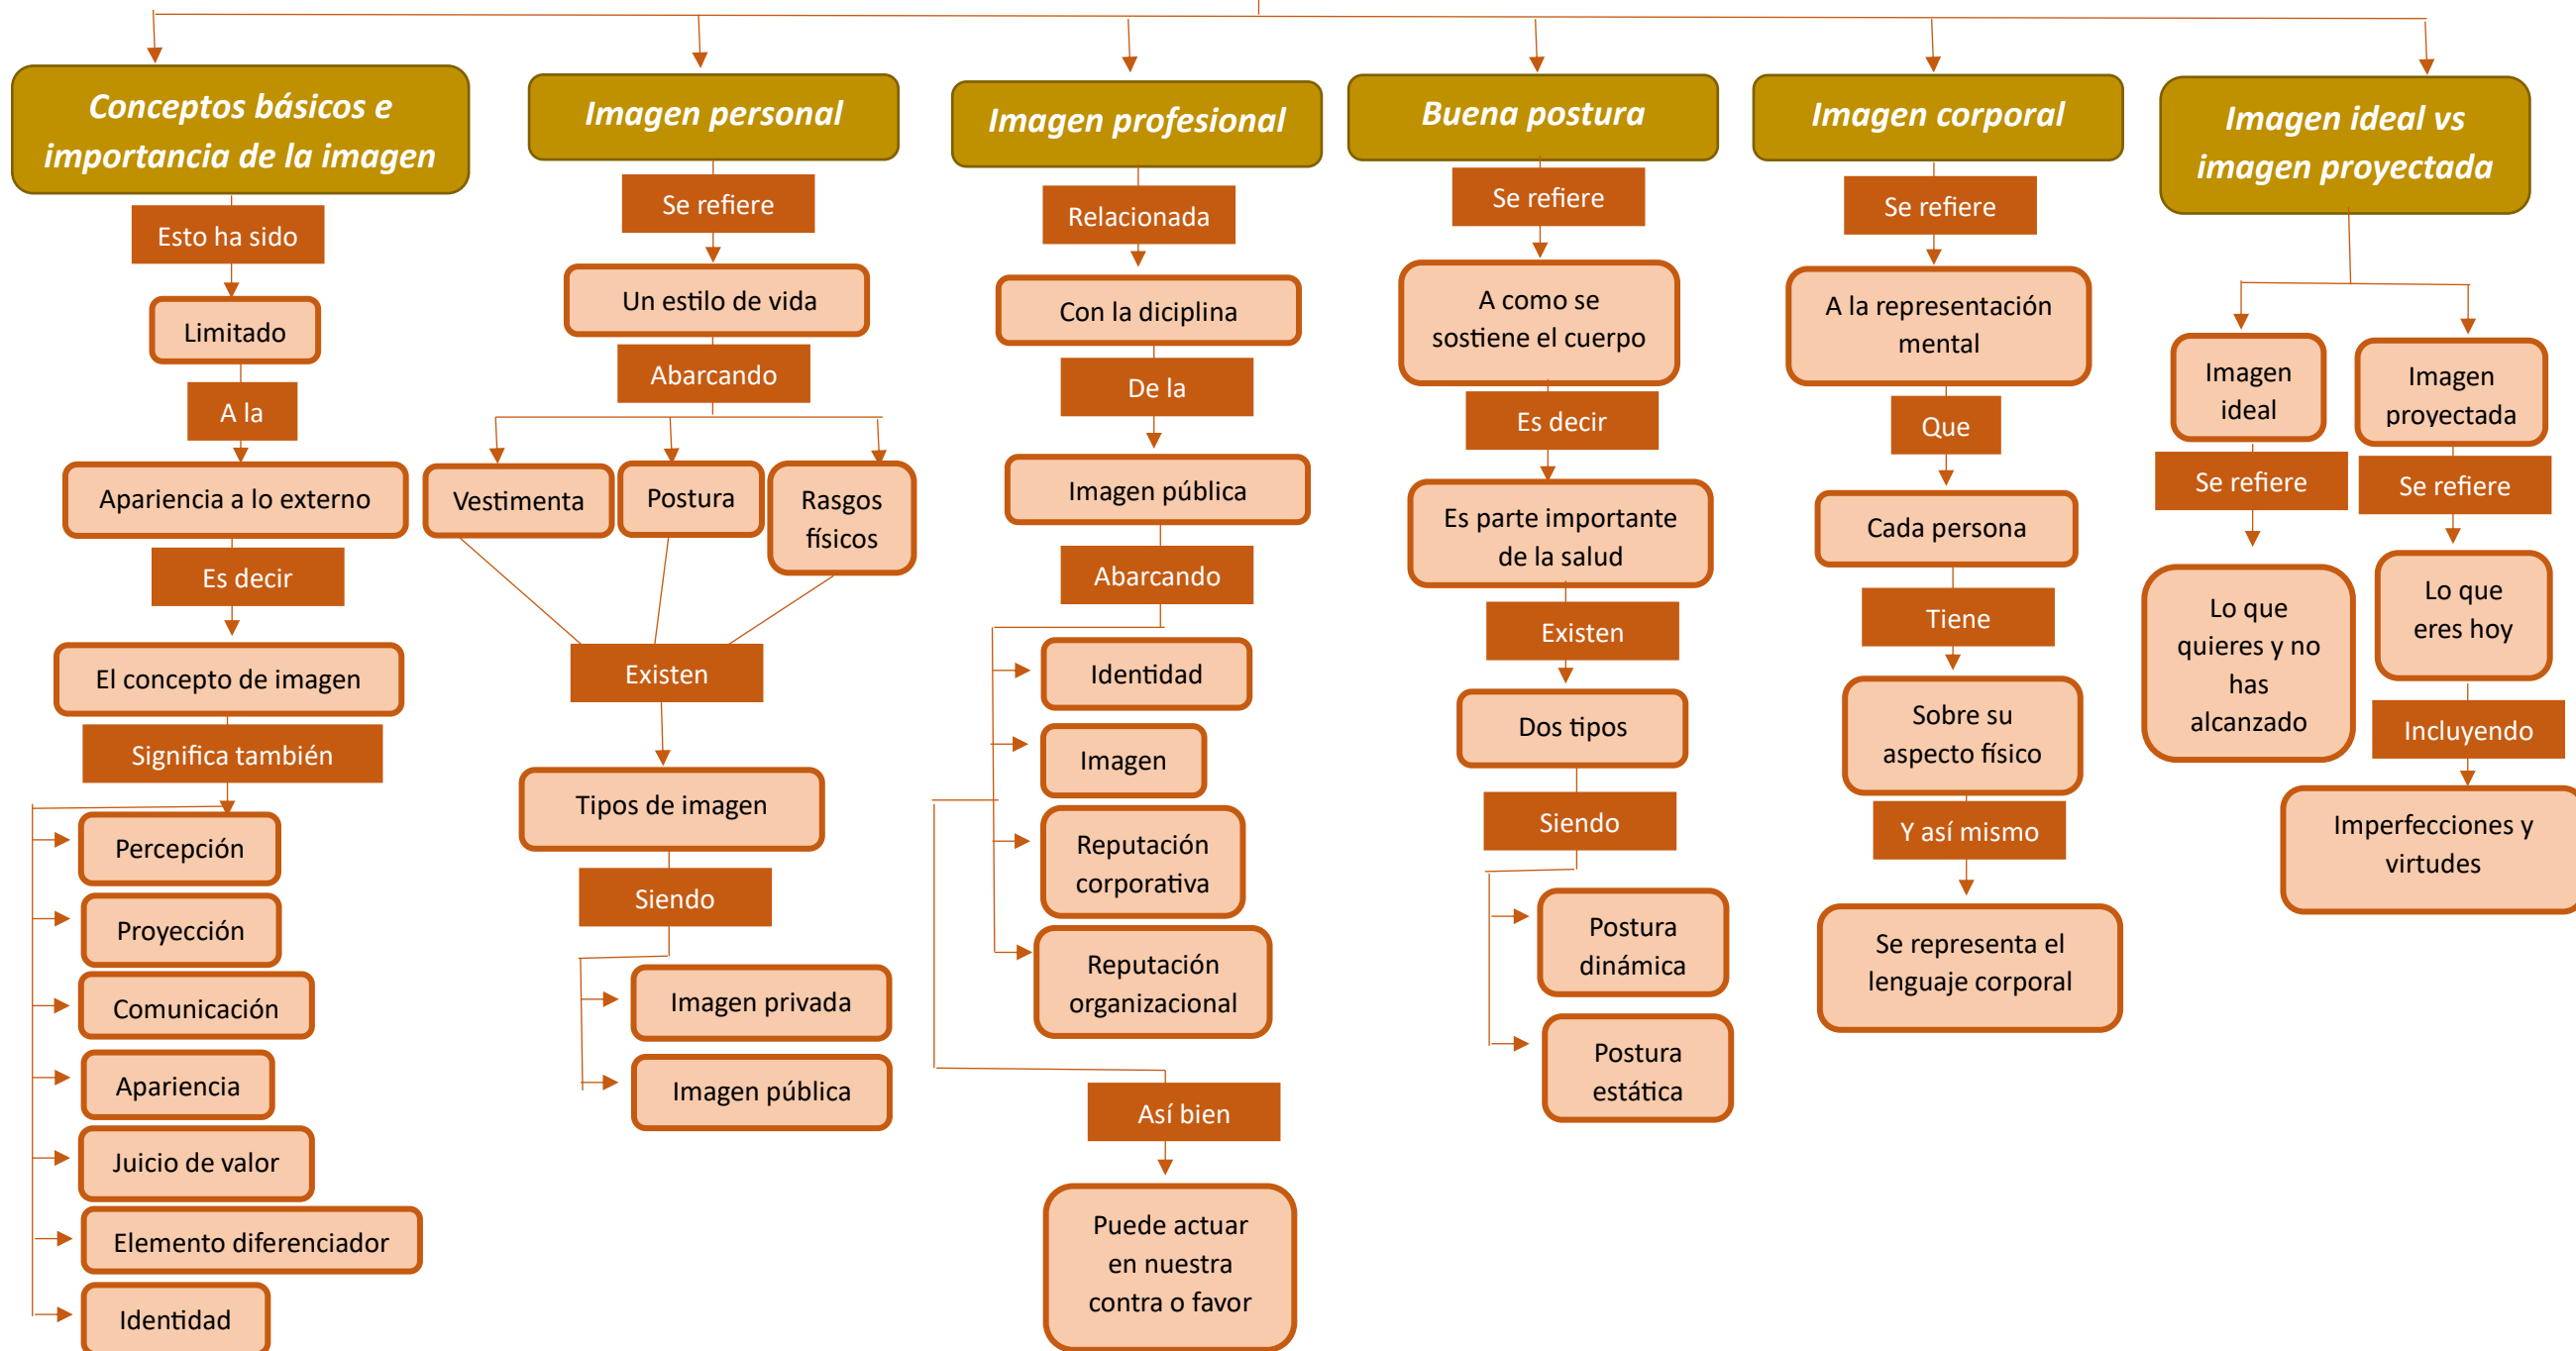 Conceptos básicos e
importancia de la imagen
Esto ha sido
Limitado
A la
Apariencia a lo externo
Es decir
El concepto de imagen
Significa también
Percepción
Proyección
Comunicación
Apariencia
Juicio de valor
Elemento diferenciador
Identidad
Imagen personal
Se refiere
Un estilo de vida
Abarcando
Vestimenta
Postura
Rasgos
físicos
Existen
Tipos de imagen
Siendo
Imagen privada
Imagen pública
Imagen profesional
Relacionada
Con la diciplina
De la
Imagen pública
Abarcando
Identidad
Imagen
Reputación
corporativa
Reputación
organizacional
Así bien
Puede actuar
en nuestra
contra o favor
Buena postura
Se refiere
A como se
sostiene el cuerpo
Es decir
Es parte importante
de la salud
Existen
Dos tipos
Siendo
Postura
dinámica
Postura
estática
Imagen corporal
Se refiere
A la representación
mental
Que
Cada persona
Tiene
Sobre su
aspecto físico
Y así mismo
Se representa el
lenguaje corporal
Imagen ideal vs
imagen proyectada
Imagen
ideal
Se refiere
Lo que
quieres y no
has
alcanzado
Imagen
proyectada
Se refiere
Lo que
eres hoy
Incluyendo
Imperfecciones y
virtudes